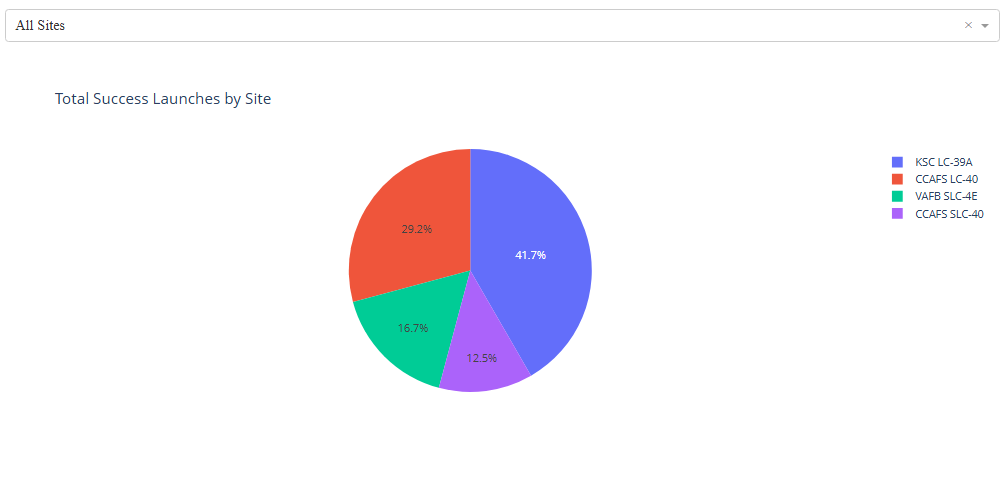 All Sites
Total Success Launches by Site
KSC LC-39A
CCAFS LC-40
VAFB SLC-4E
CCAFS SLC-40
29.2%
41.7%
16.7%
12.5%